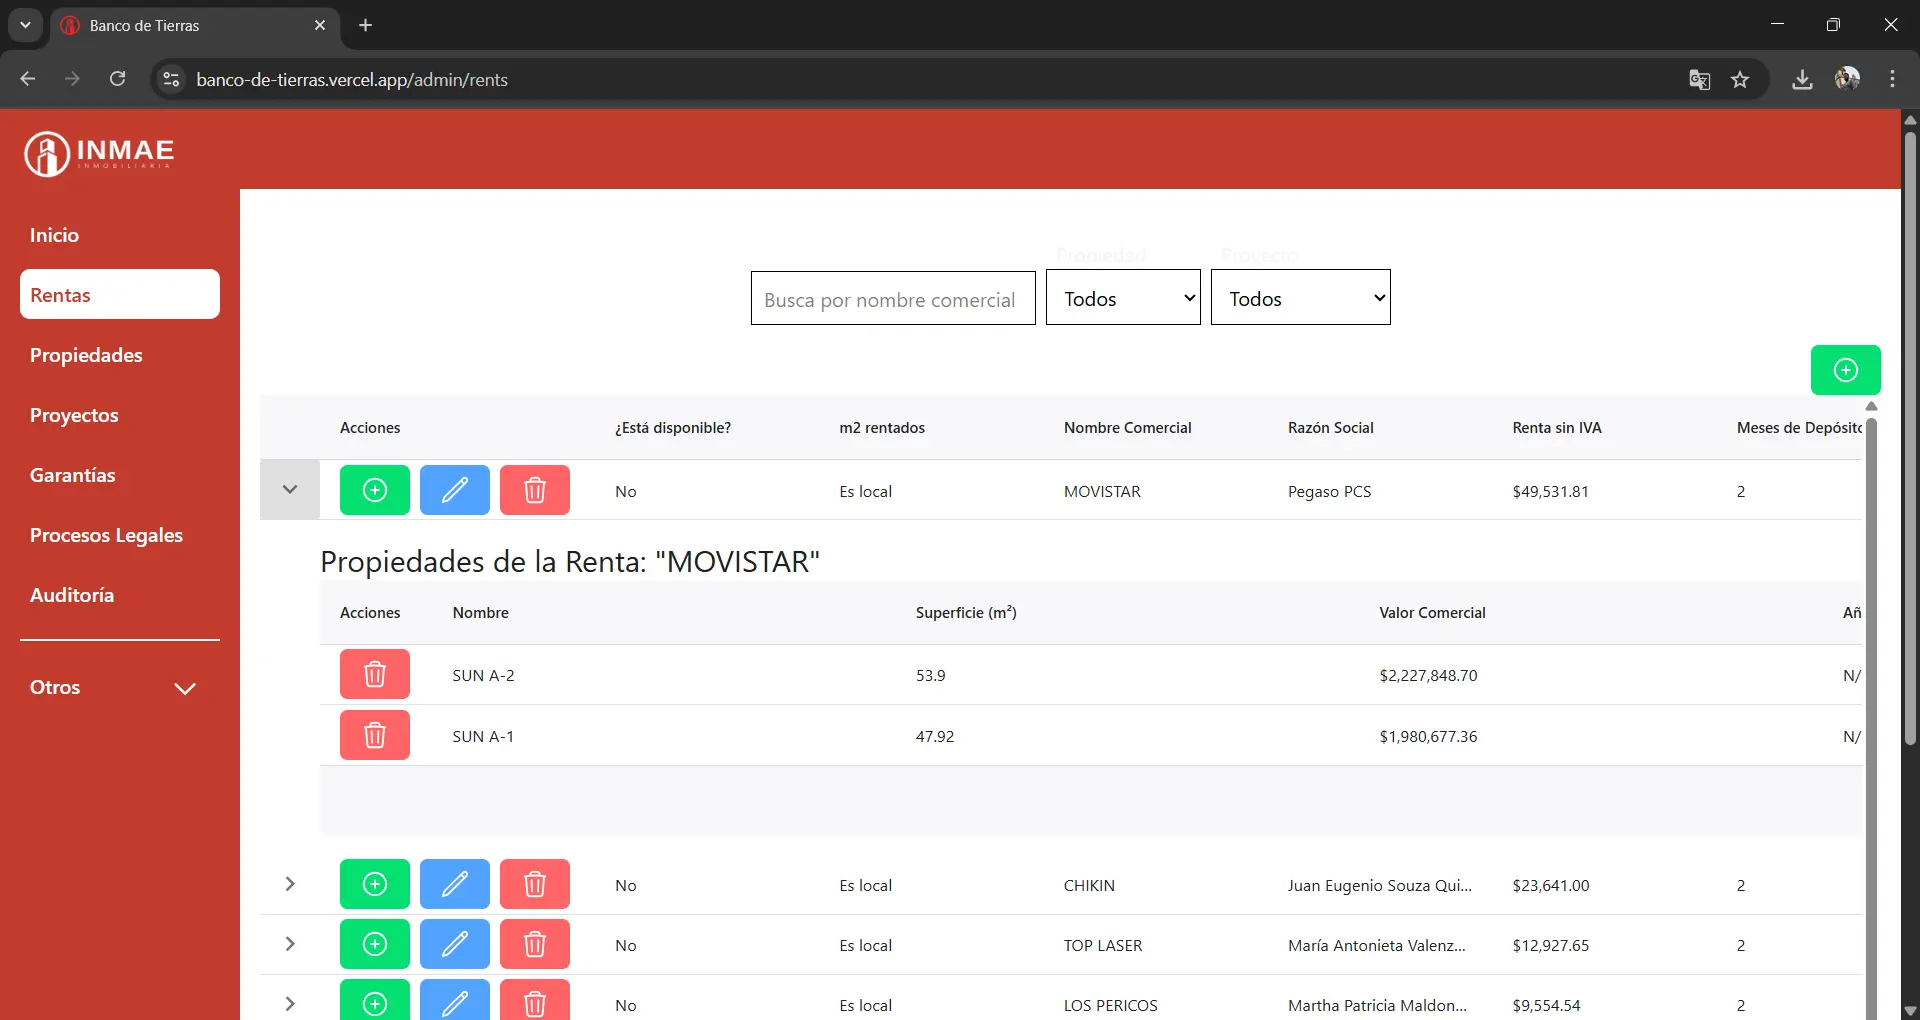 Banco de Tierras
banco-de-tierras.vercel.app/admin/rents
INMAE
INMOBILIARIA
Inicio
Rentas
Propiedades
Proyectos
Garantías
Procesos Legales
Auditoría
Otros
Propiedad Proyecto
Busca por nombre comercial Todos Todos
Acciones ¿Está disponible? m2 rentados Nombre Comercial Razón Social Renta sin IVA Meses de Depósito
No Es local MOVISTAR Pegaso PCS $49,531.81 2
Propiedades de la Renta: "MOVISTAR"
Acciones Nombre Superficie (m²) Valor Comercial Añ
SUN A-2 53.9 $2,227,848.70 N/
SUN A-1 47.92 $1,980,677.36 N/
No Es local CHIKIN Juan Eugenio Souza Qui... $23,641.00 2
No Es local TOP LASER María Antonieta Valenz... $12,927.65 2
No Es local LOS PERICOS Martha Patricia Maldon... $9,554.54 2